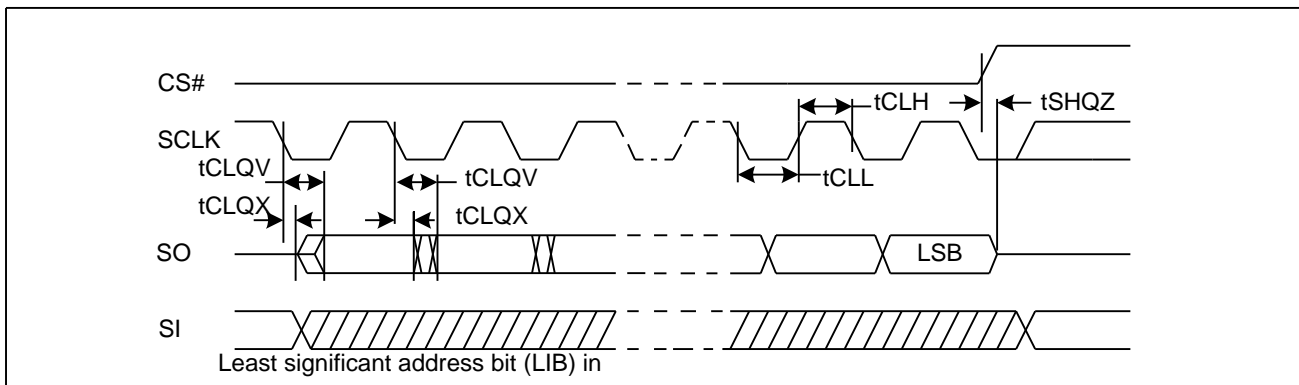 CS#
tCLH
tSHQZ
SCLK
tCLQV
tCLQV
tCLL
tCLQX
tCLQX
SO
LSB
SI
Least significant address bit (LIB) in